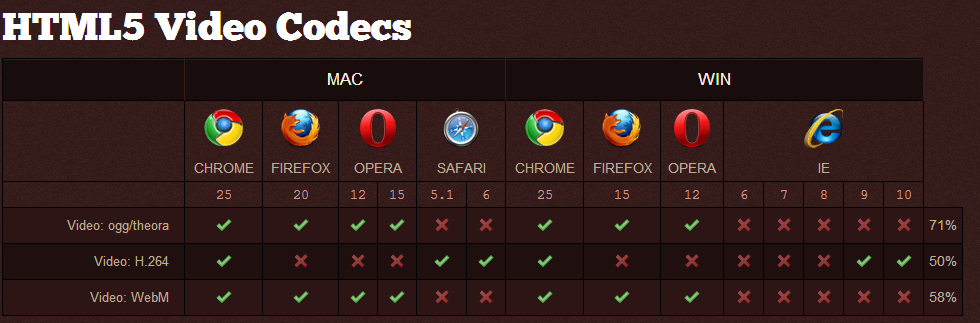 HTML5 Video Codecs
MAC WIN
CHROME FIREFOX OPERA SAFARI CHROME FIREFOX OPERA IE
25 20 12 15 5.1 6 25 15 12 6 7 8 9 10
Video: ogg/theora 71%
Video: H.264 50%
Video: WebM 58%